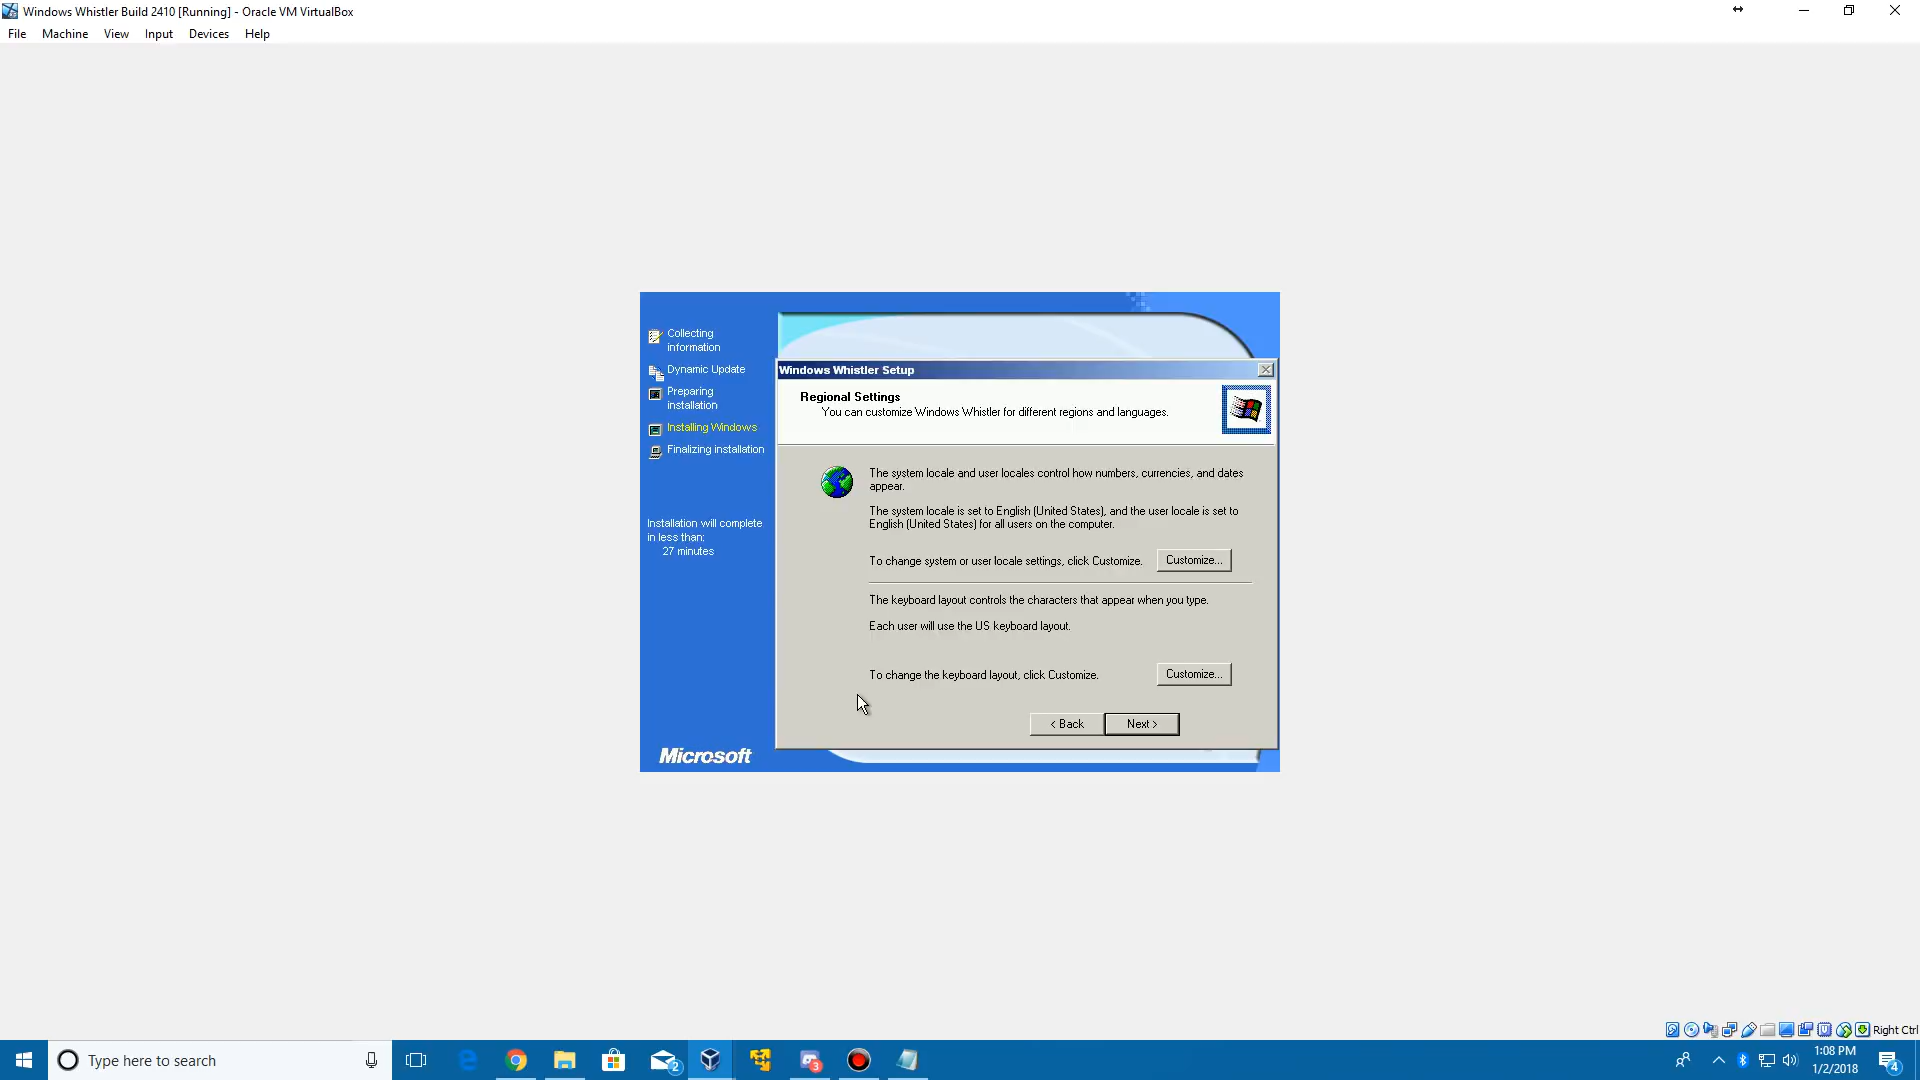 Windows Whistler Build 2410 [Running] - Oracle VM VirtualBox
File Machine View Input Devices Help
Collecting
information
Dynamic Update
Preparing
installation
Installing Windows
Finalizing installation
Installation will complete
in less than:
27 minutes
Microsoft
Windows Whistler Setup
Regional Settings
You can customize Windows Whistler for different regions and languages.
The system locale and user locales control how numbers, currencies, and dates
appear.
The system locale is set to English (United States), and the user locale is set to
English (United States) for all users on the computer.
To change system or user locale settings, click Customize. Customize...
The keyboard layout controls the characters that appear when you type.
Each user will use the US keyboard layout.
To change the keyboard layout, click Customize. Customize...
< Back Next >
Right Ctrl
Type here to search
2
3
1:08 PM
1/2/2018
4